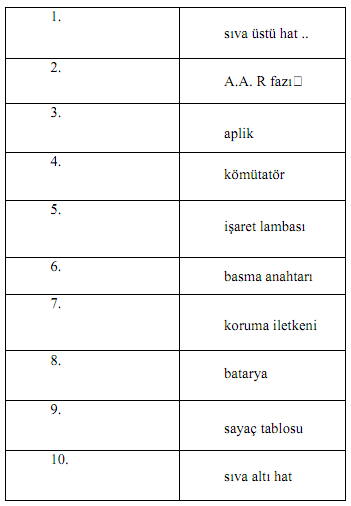 1.
sıva üstü hat ..
2.
A.A. R fazı
3.
aplik
4.
kömütatör
5.
işaret lambası
6.
basma anahtarı
7.
koruma iletkeni
8.
batarya
9.
sayaç tablosu
10.
sıva altı hat